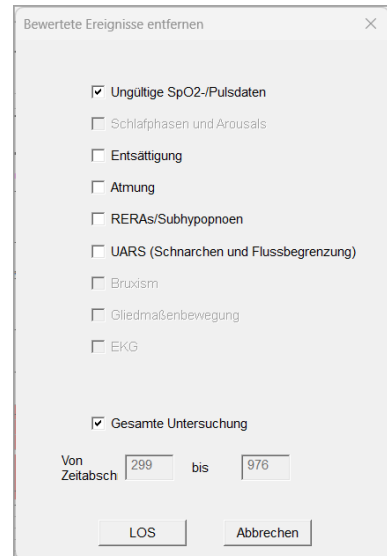 Bewertete Ereignisse entfernen
Ungültige SpO2-/Pulsdaten
Schlafphasen und Arousals
Entsättigung
Atmung
RERAs/Subhypopnoen
UARS (Schnarchen und Flussbegrenzung)
Bruxism
Gliedmaßenbewegung
EKG
Gesamte Untersuchung
Von
Zeitabsch 299 bis 976
LOS Abbrechen